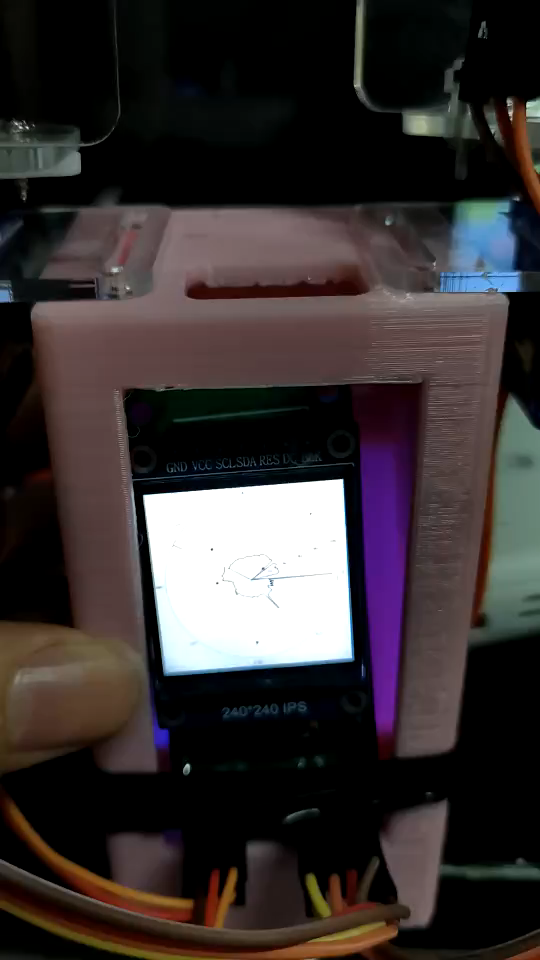 GND VCC SCL SDA RES DC BLK
240*240 IPS